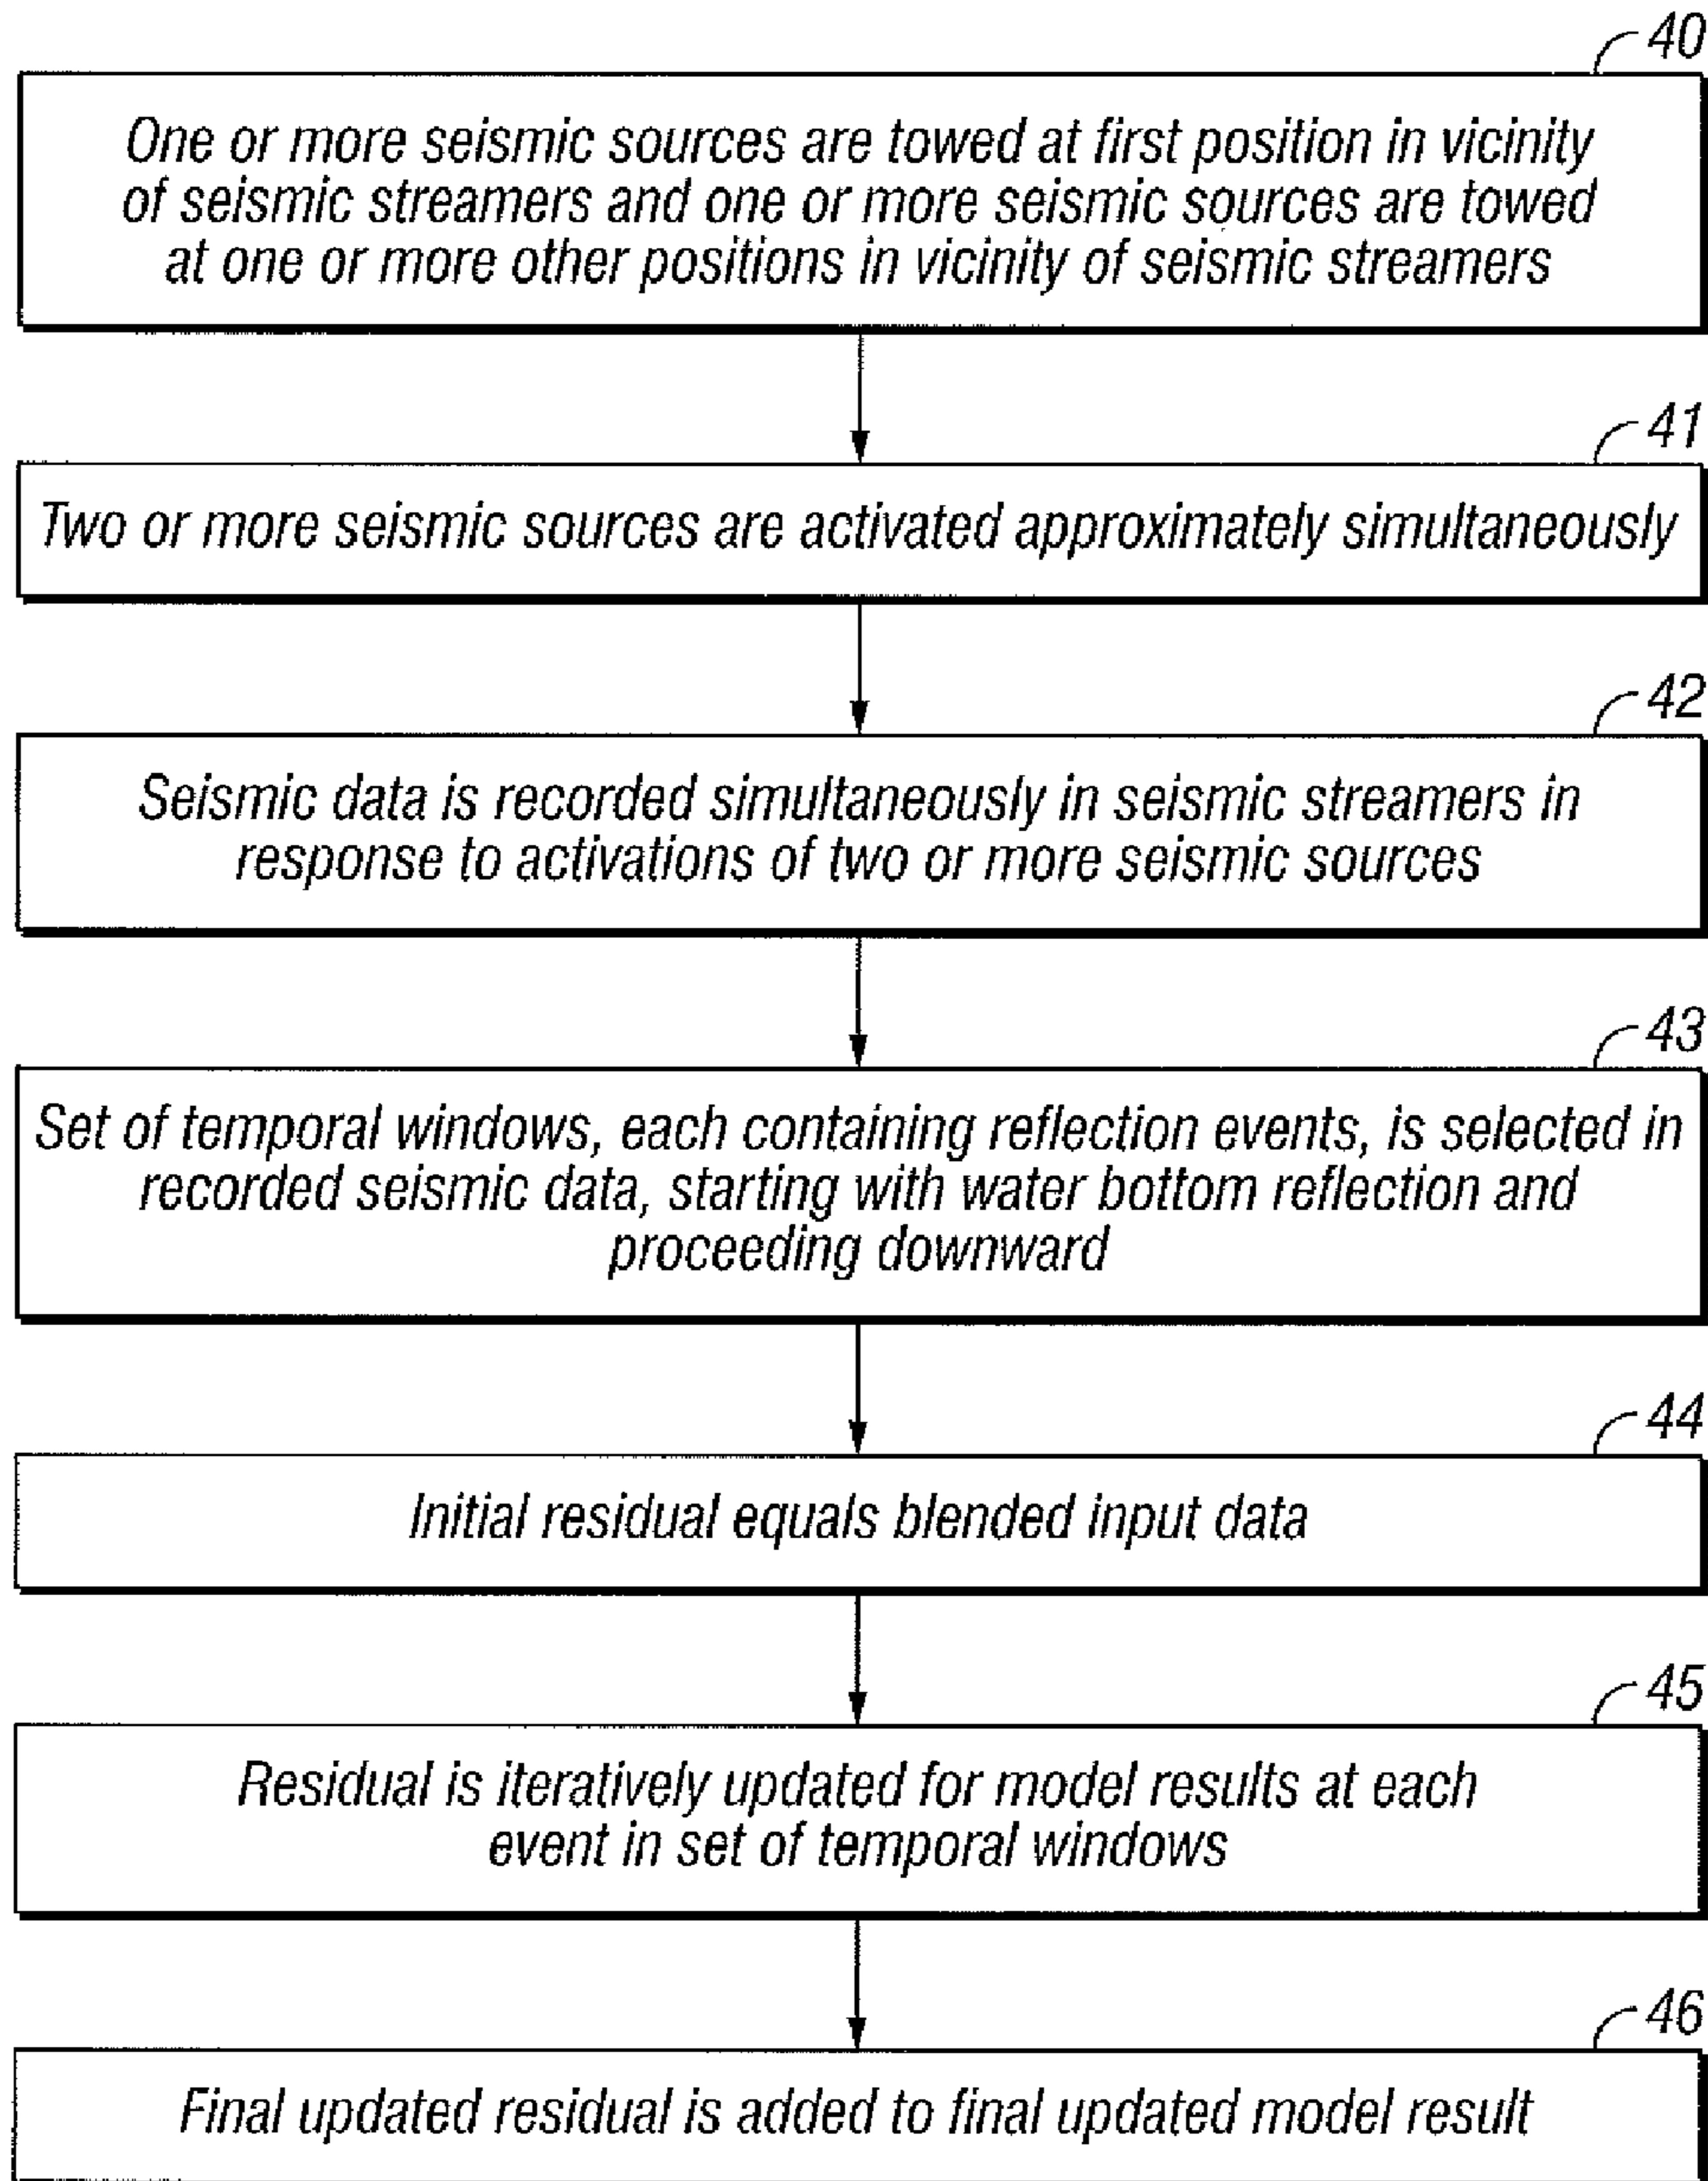 40
One or more seismic sources are towed at first position in vicinity
of seismic streamers and one or more seismic sources are towed
at one or more other positions in vicinity of seismic streamers
41
Two or more seismic sources are activated approximately simultaneously
42
Seismic data is recorded simultaneously in seismic streamers in
response to activations of two or more seismic sources
43
Set of temporal windows, each containing reflection events, is selected in
recorded seismic data, starting with water bottom reflection and
proceeding downward
44
Initial residual equals blended input data
45
Residual is iteratively updated for model results at each
event in set of temporal windows
46
Final updated residual is added to final updated model result